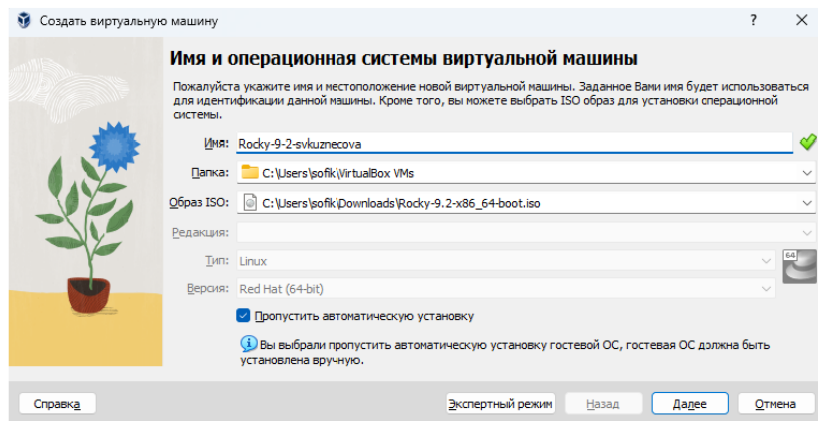 Создать виртуальную машину
?
Имя и операционная системы виртуальной машины
Пожалуйста укажите имя и местоположение новой виртуальной машины. Заданное Вами имя будет использоваться
для идентификации данной машины. Кроме того, вы можете выбрать ISO образ для установки операционной
системы.
Имя: Rocky-9-2-svkuznecova
Папка: C:\Users\sofik\VirtualBox VMs
Образ ISO: C:\Users\sofik\Downloads\Rocky-9.2-x86_64-boot.iso
Редакция:
Тип: Linux
64
Версия: Red Hat (64-bit)
Пропустить автоматическую установку
Вы выбрали пропустить автоматическую установку гостевой ОС, гостевая ОС должна быть
установлена вручную.
Справка Экспертный режим Назад Далее Отмена